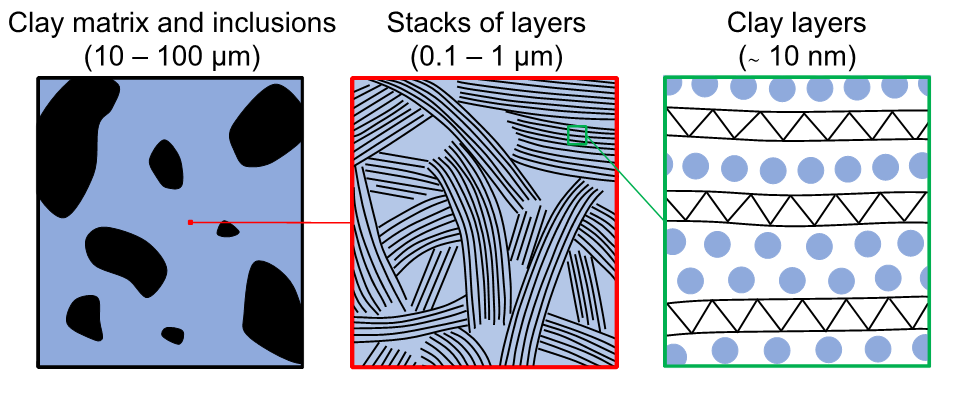 Clay matrix and inclusions
(10 – 100 μm)
Stacks of layers
(0.1 – 1 μm)
Clay layers
(~ 10 nm)